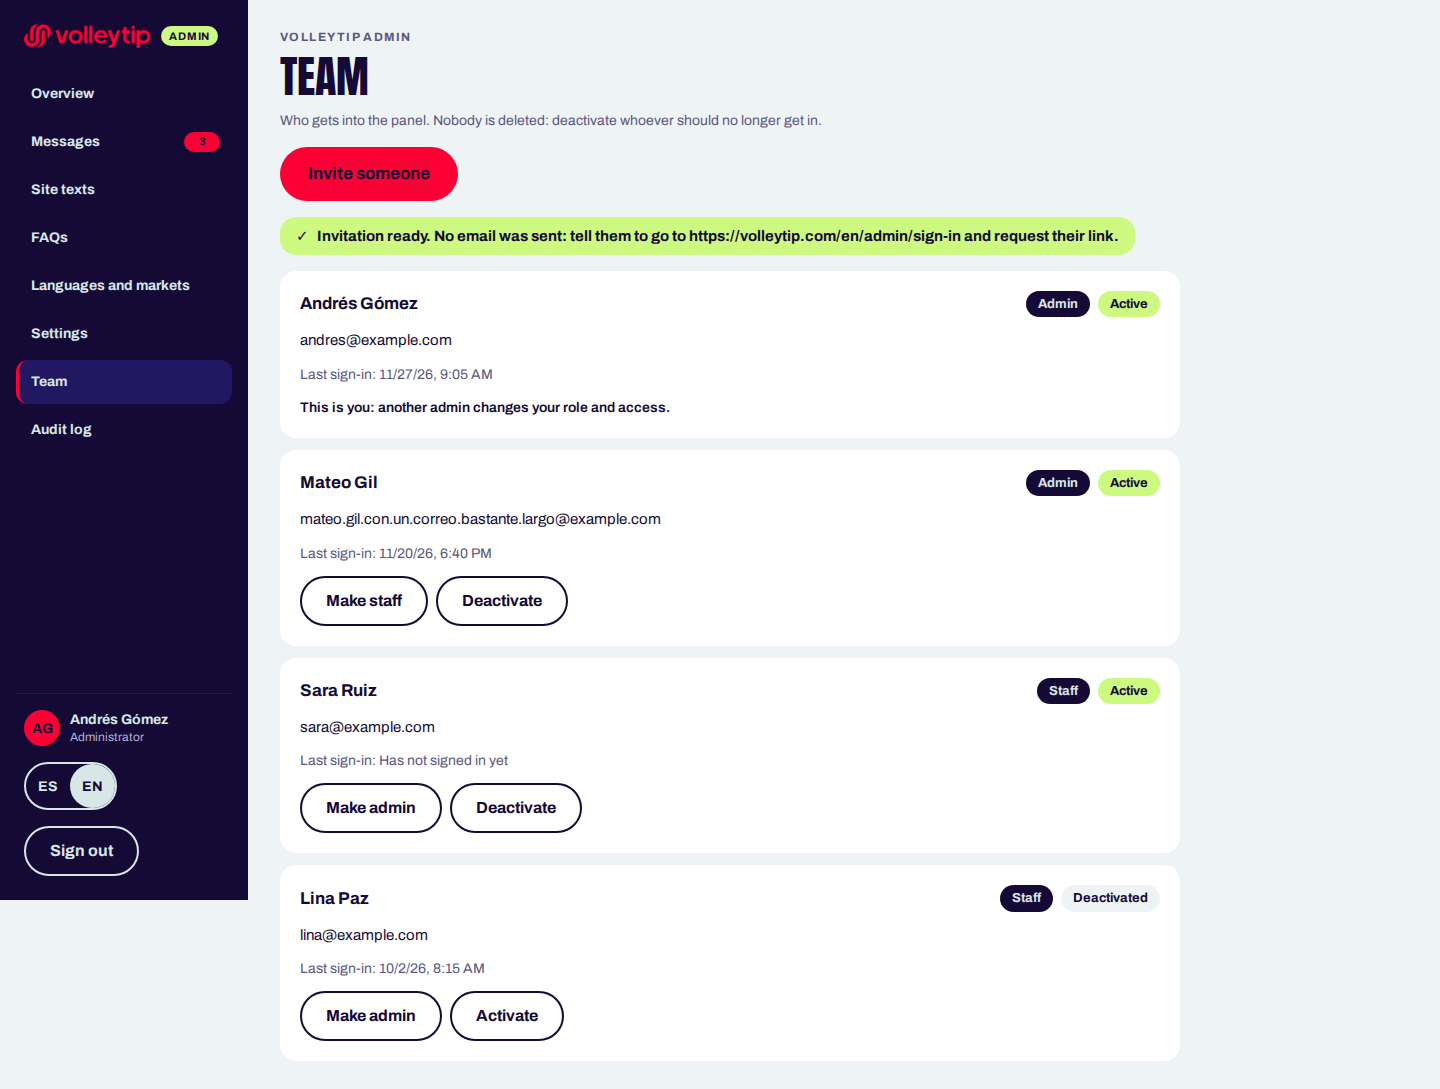 volleytip ADMIN
Overview
Messages 3
Site texts
FAQs
Languages and markets
Settings
Team
Audit log
Andrés Gómez
AG
Administrator
ES EN
Sign out
VOLLEYTIP ADMIN
TEAM
Who gets into the panel. Nobody is deleted: deactivate whoever should no longer get in.
Invite someone
✓ Invitation ready. No email was sent: tell them to go to https://volleytip.com/en/admin/sign-in and request their link.
Andrés Gómez Admin Active
andres@example.com
Last sign-in: 11/27/26, 9:05 AM
This is you: another admin changes your role and access.
Mateo Gil Admin Active
mateo.gil.con.un.correo.bastante.largo@example.com
Last sign-in: 11/20/26, 6:40 PM
Make staff Deactivate
Sara Ruiz Staff Active
sara@example.com
Last sign-in: Has not signed in yet
Make admin Deactivate
Lina Paz Staff Deactivated
lina@example.com
Last sign-in: 10/2/26, 8:15 AM
Make admin Activate